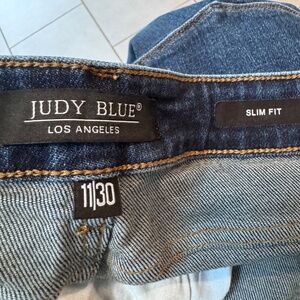 JUDY BLUE®
LOS ANGELES
SLIM FIT
11|30